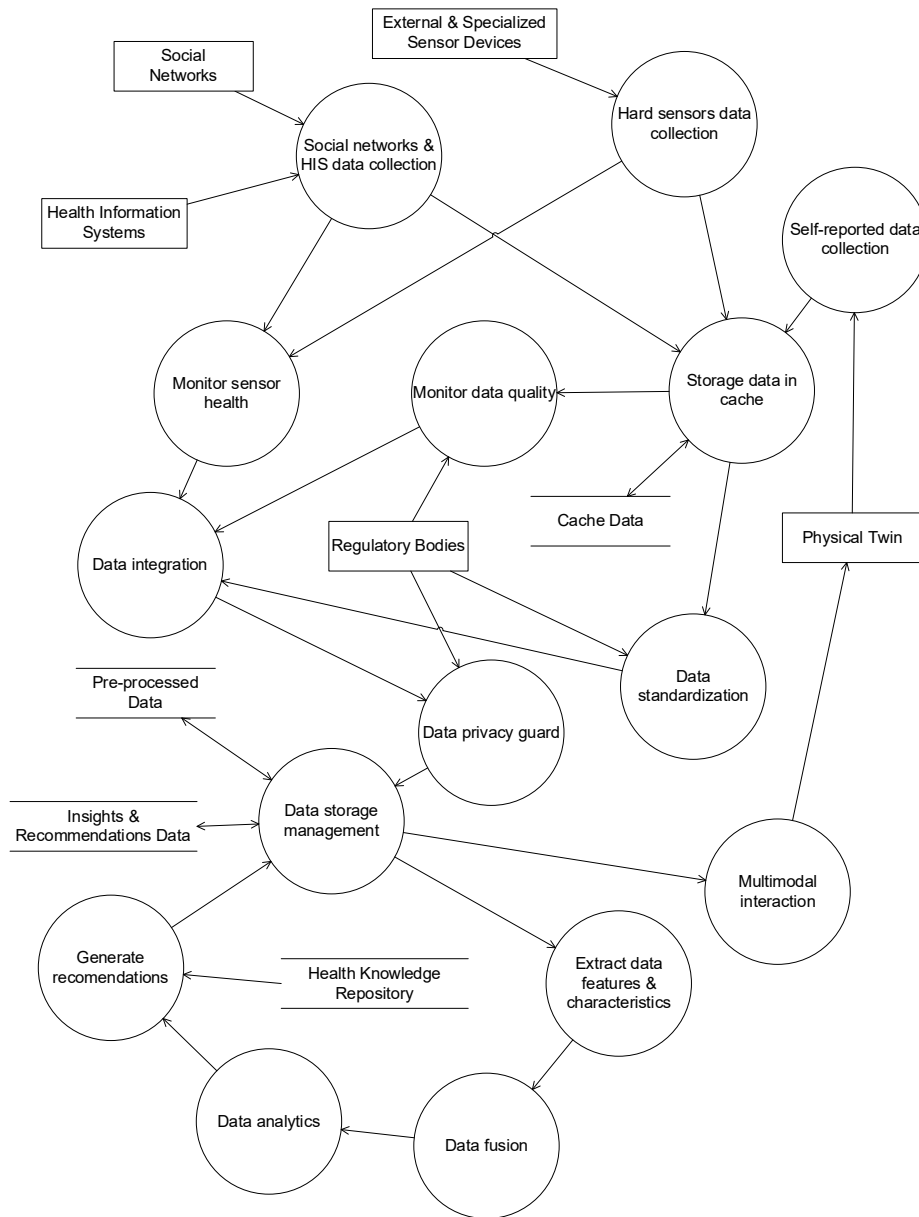 External & Specialized
Sensor Devices
Social
Networks
Hard sensors data
collection
Social networks &
HIS data collection
Health Information
Systems
Self-reported data
collection
Monitor sensor
health
Monitor data quality
Storage data in
cache
Cache Data
Regulatory Bodies
Physical Twin
Data integration
Pre-processed
Data
Data
standardization
Data privacy guard
Insights &
Recommendations Data
Data storage
management
Multimodal
interaction
Generate
recomendations
Health Knowledge
Repository
Extract data
features &
characteristics
Data analytics
Data fusion